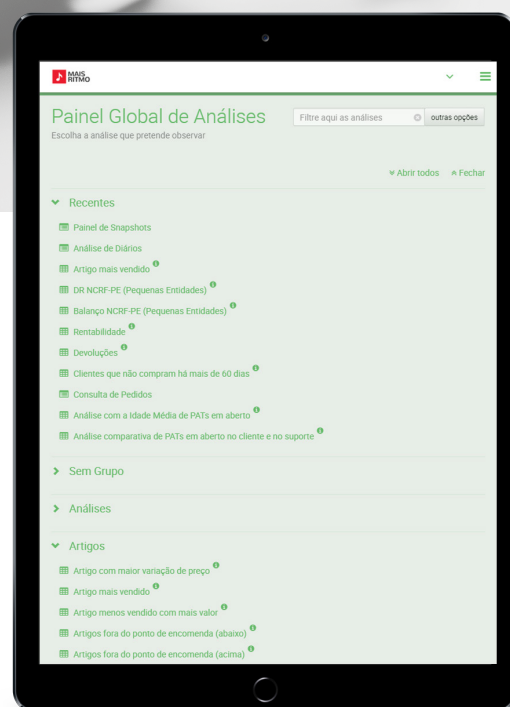 MAIS
RITMO
Painel Global de Análises
Filtre aqui as análises
outras opções
Escolha a análise que pretende observar
Abrir todos
Fechar
Recentes
Painel de Snapshots
Análise de Diários
Artigo mais vendido
DR NCRF-PE (Pequenas Entidades)
Balanço NCRF-PE (Pequenas Entidades)
Rentabilidade
Devoluções
Clientes que não compram há mais de 60 dias
Consulta de Pedidos
Análise com a Idade Média de PATs em aberto
Análise comparativa de PATs em aberto no cliente e no suporte
Sem Grupo
Análises
Artigos
Artigo com maior variação de preço
Artigo mais vendido
Artigo menos vendido com mais valor
Artigos fora do ponto de encomenda (abaixo)
Artigos fora do ponto de encomenda (acima)